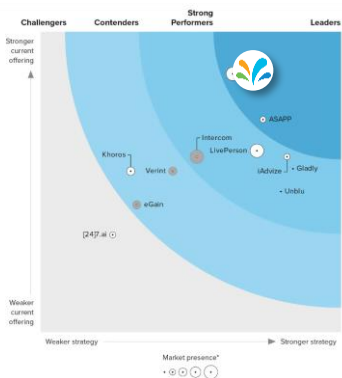 Challengers
Contenders
Strong
Performers
Leaders
Stronger
current
offering
ASAPP
Intercom
LivePerson
Khoros
Verint
iAdvize
Gladly
Unblu
eGain
[24]7.ai
Weaker
current
offering
Weaker strategy
Stronger strategy
Market presence*